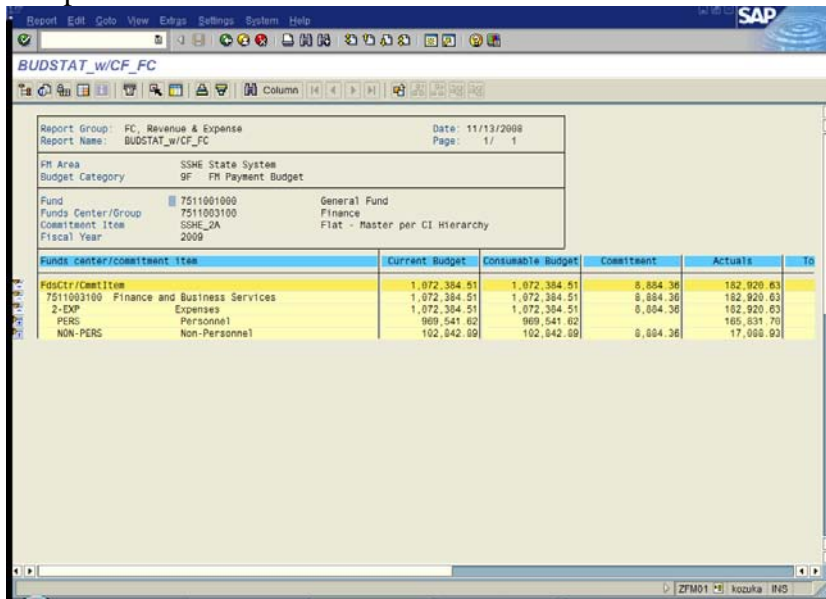 Report Edit Goto View Extras Settings System Help
SAP
BUDSTAT_w/CF_FC
Column
Report Group: FC, Revenue & Expense Date: 11/13/2008
Report Name: BUDSTAT_w/CF_FC Page: 1/ 1
FM Area SSHE State System
Budget Category 9F FM Payment Budget
Fund 7511001000 General Fund
Funds Center/Group 7511003100 Finance
Commitment Item SSHE_2A Flat - Master per CI Hierarchy
Fiscal Year 2009
Funds center/commitment item Current Budget Consumable Budget Commitment Actuals To
FdsCtr/CmmtItem 1,072,384.51 1,072,384.51 8,884.36 182,920.63
7511003100 Finance and Business Services 1,072,384.51 1,072,384.51 8,884.36 182,920.63
2-EXP Expenses 1,072,384.51 1,072,384.51 8,884.36 182,920.63
PERS Personnel 969,541.62 969,541.62 165,831.70
NON-PERS Non-Personnel 102,842.89 102,842.89 8,884.36 17,088.93
ZFM01 kozuka INS